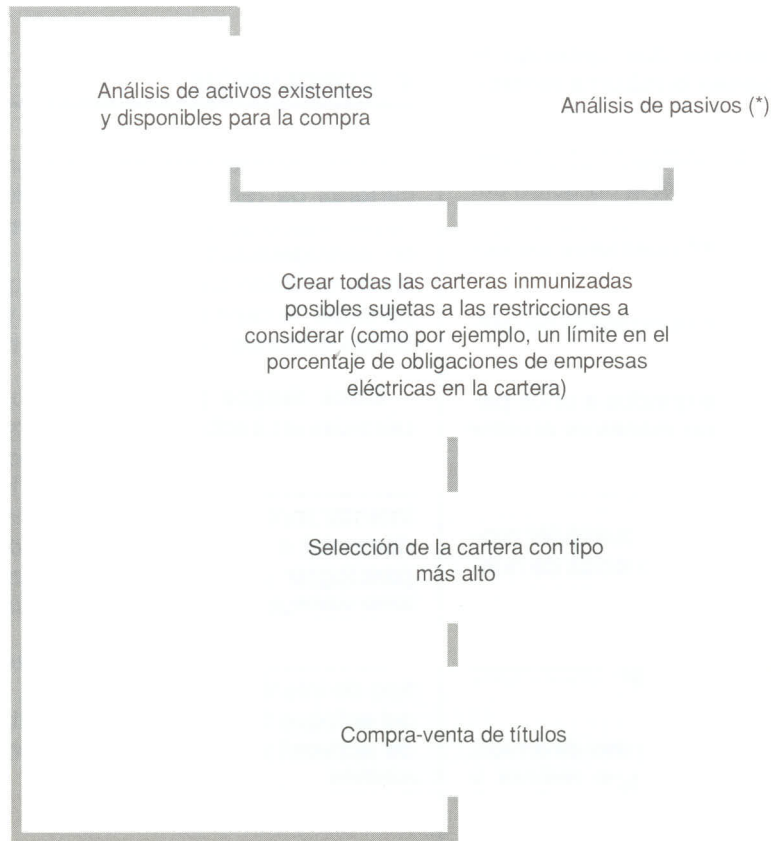 Análisis de activos existentes
y disponibles para la compra
Análisis de pasivos (*)
Crear todas las carteras inmunizadas
posibles sujetas a las restricciones a
considerar (como por ejemplo, un límite en el
porcentaje de obligaciones de empresas
eléctricas en la cartera)
Selección de la cartera con tipo
más alto
Compra-venta de títulos